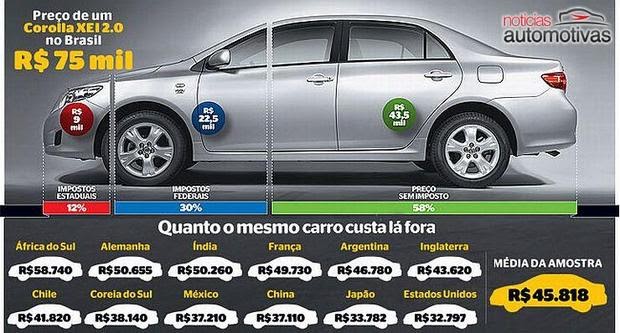 Preço de um
Corolla XEI 2.0
no Brasil
R$ 75 mil
notícias
automotivas
R$
9
mil
R$
22,5
mil
R$
43,5
mil
IMPOSTOS
ESTADUAIS
IMPOSTOS
FEDERAIS
PREÇO
SEM IMPOSTO
12%
30%
58%
Quanto o mesmo carro custa lá fora
África do Sul
Alemanha
Índia
França
Argentina
Inglaterra
R$58.740
R$50.655
R$50.260
R$49.730
R$46.780
R$43.620
Chile
Coreia do Sul
México
China
Japão
Estados Unidos
R$41.820
R$38.140
R$37.210
R$37.110
R$33.782
R$32.797
MÉDIA DA AMOSTRA
R$45.818